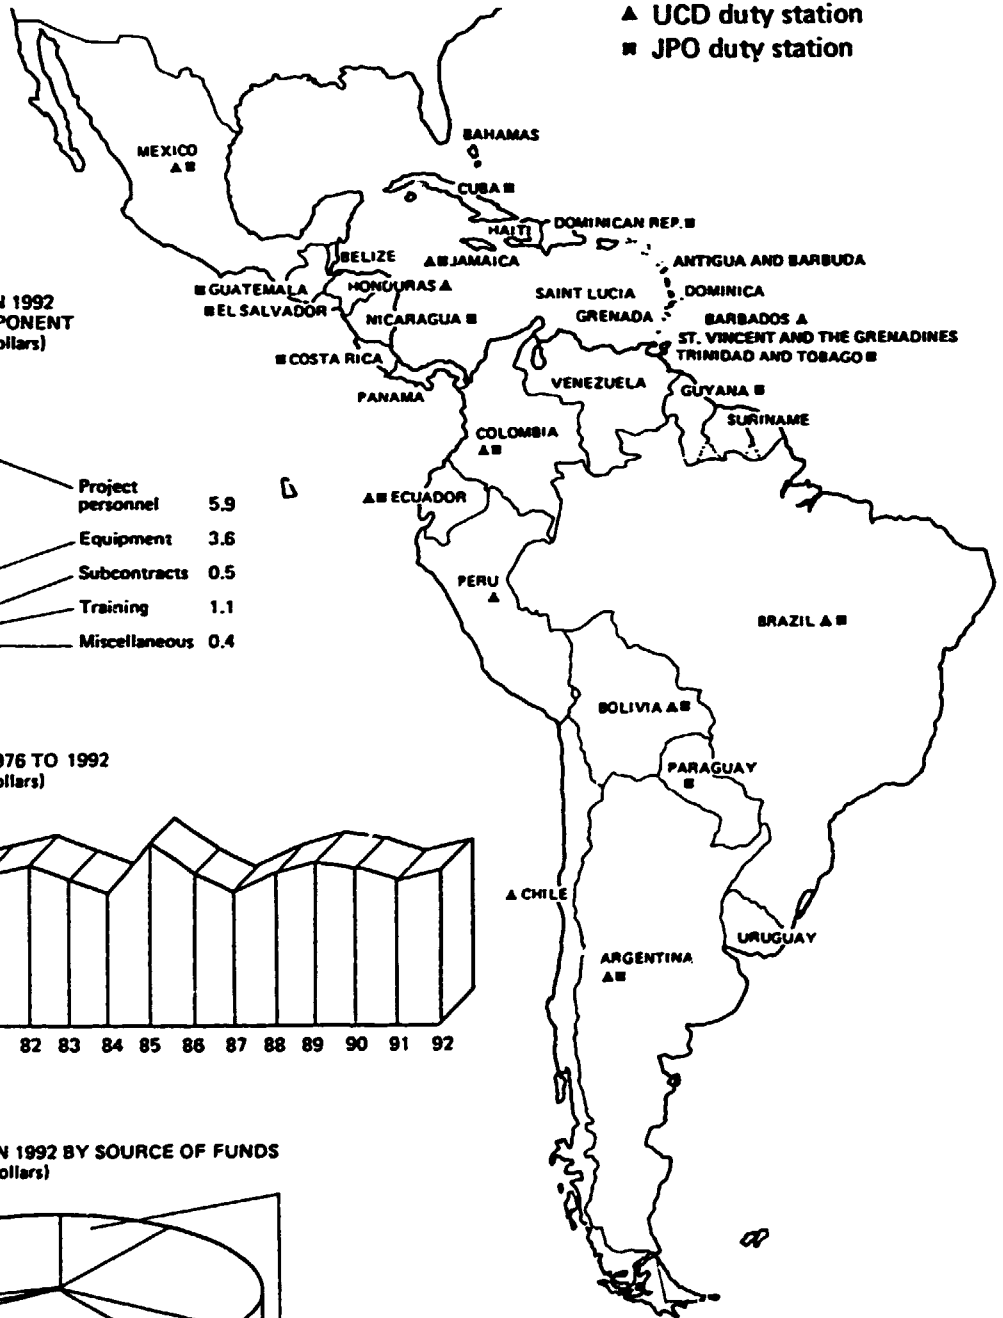 ▲ UCD duty station
■ JPO duty station
BAHAMAS
MEXICO
▲■
CUBA ■
DOMINICAN REP. ■
HAITI
BELIZE
▲■ JAMAICA
ANTIGUA AND BARBUDA
■ GUATEMALA
HONDURAS ▲
SAINT LUCIA
DOMINICA
■ EL SALVADOR
NICARAGUA ■
GRENADA
BARBADOS ▲
ST. VINCENT AND THE GRENADINES
■ COSTA RICA
TRINIDAD AND TOBAGO ■
PANAMA
VENEZUELA
GUYANA ■
SURINAME
COLOMBIA
▲■
▲■ ECUADOR
PERU
▲
BRAZIL ▲■
BOLIVIA ▲■
PARAGUAY
■
▲ CHILE
URUGUAY
ARGENTINA
▲■
N 1992
PONENT
ollars)
Project
personnel 5.9
Equipment 3.6
Subcontracts 0.5
Training 1.1
Miscellaneous 0.4
976 TO 1992
ollars)
82 83 84 85 86 87 88 89 90 91 92
N 1992 BY SOURCE OF FUNDS
ollars)